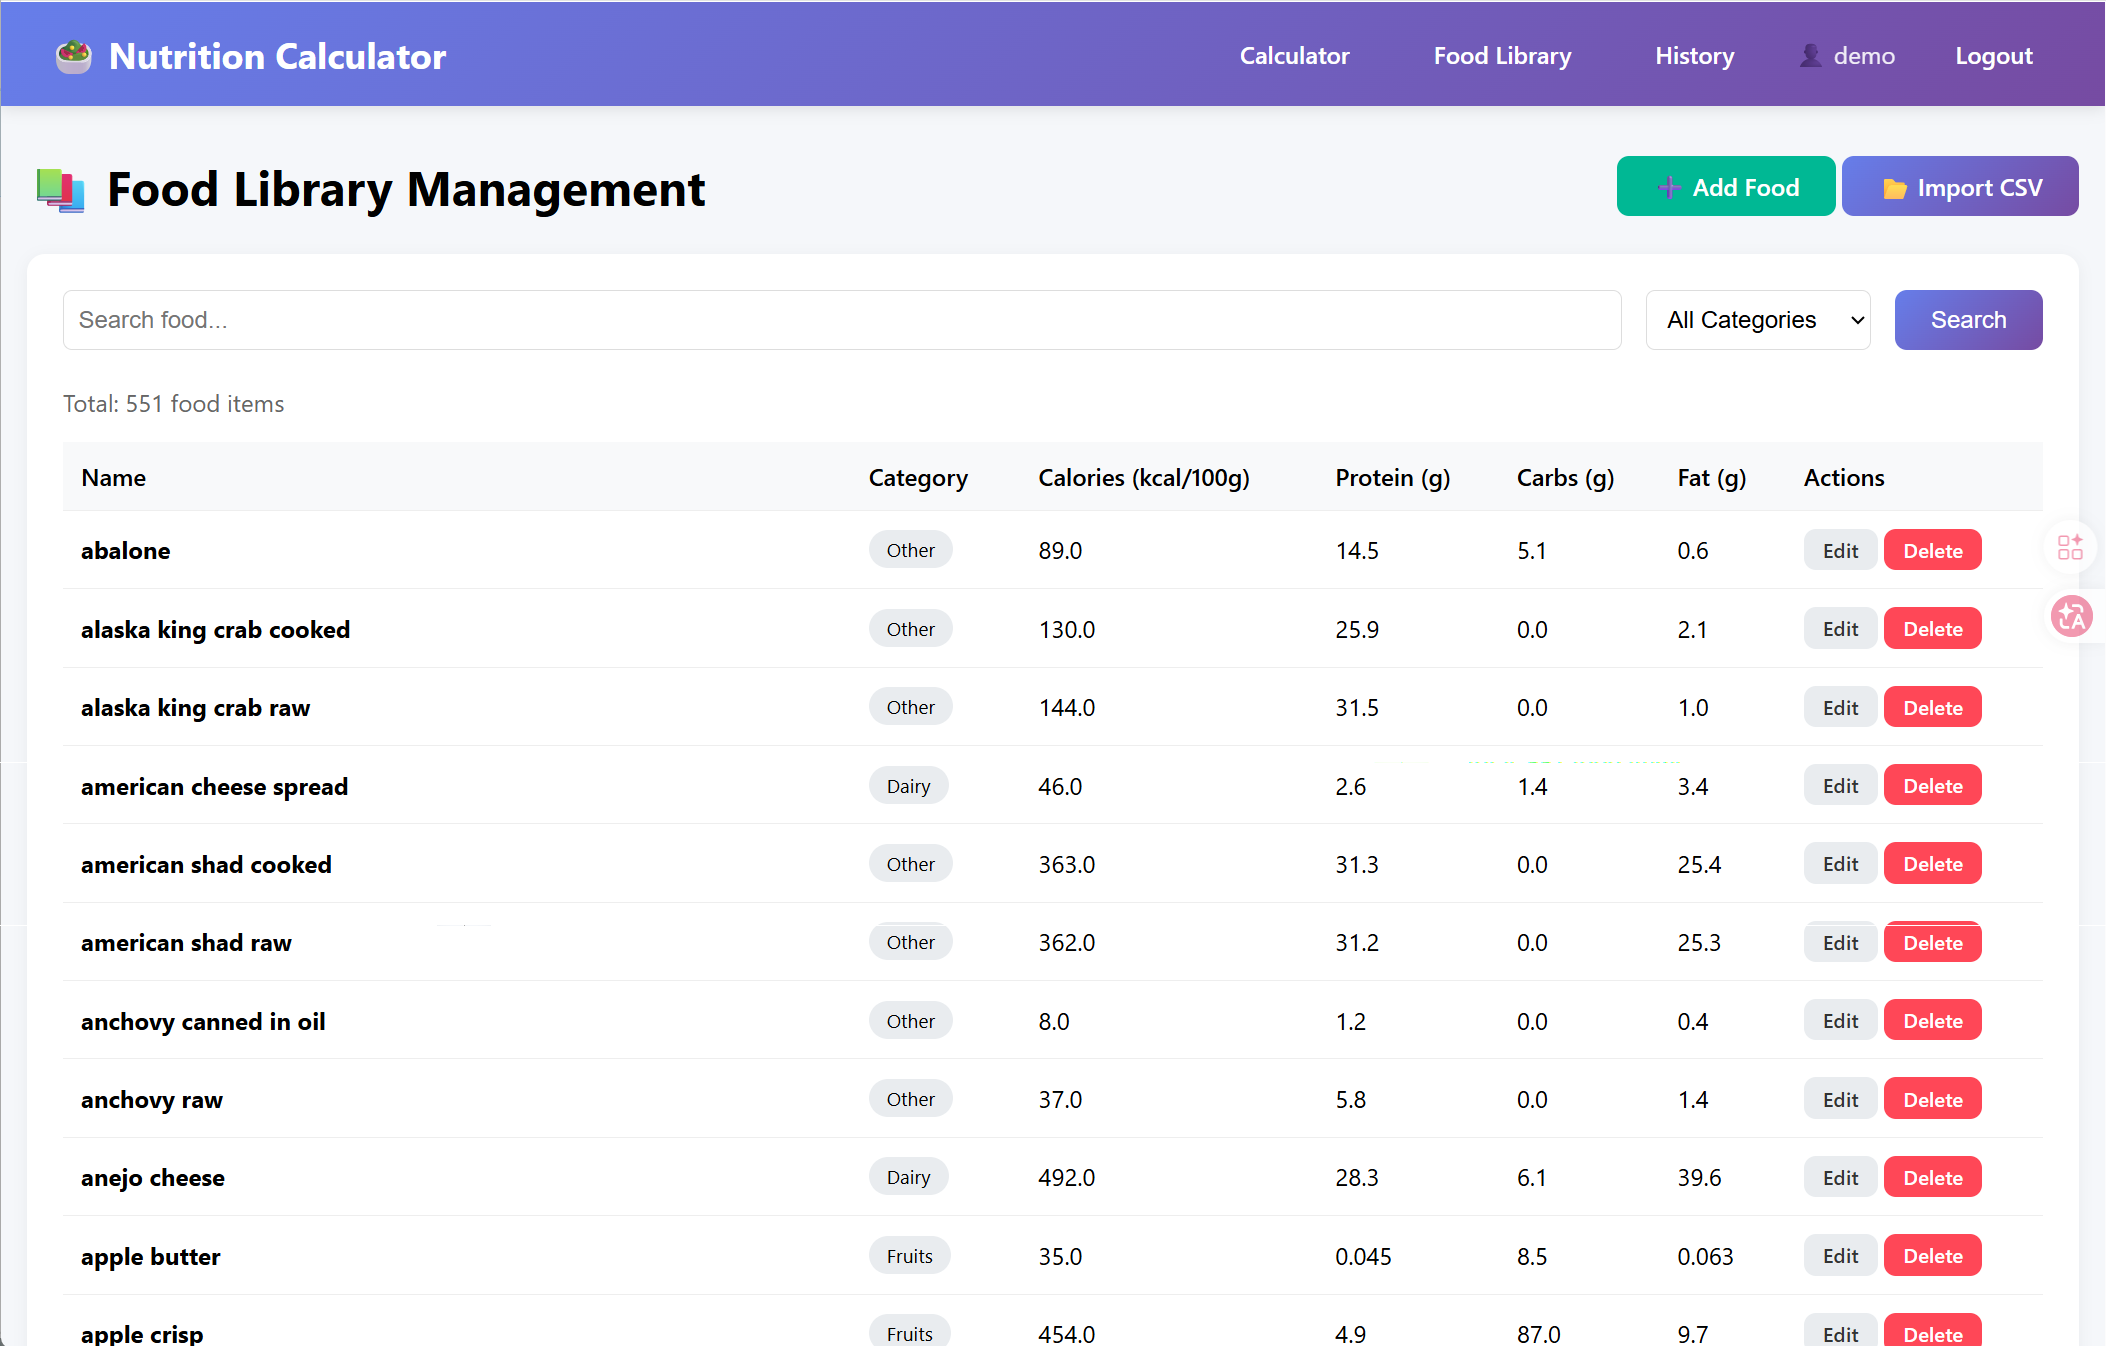 Nutrition Calculator Calculator Food Library History demo Logout
Food Library Management Add Food Import CSV
Search food... All Categories Search
Total: 551 food items
Name Category Calories (kcal/100g) Protein (g) Carbs (g) Fat (g) Actions
abalone Other 89.0 14.5 5.1 0.6 Edit Delete
alaska king crab cooked Other 130.0 25.9 0.0 2.1 Edit Delete
alaska king crab raw Other 144.0 31.5 0.0 1.0 Edit Delete
american cheese spread Dairy 46.0 2.6 1.4 3.4 Edit Delete
american shad cooked Other 363.0 31.3 0.0 25.4 Edit Delete
american shad raw Other 362.0 31.2 0.0 25.3 Edit Delete
anchovy canned in oil Other 8.0 1.2 0.0 0.4 Edit Delete
anchovy raw Other 37.0 5.8 0.0 1.4 Edit Delete
anejo cheese Dairy 492.0 28.3 6.1 39.6 Edit Delete
apple butter Fruits 35.0 0.045 8.5 0.063 Edit Delete
apple crisp Fruits 454.0 4.9 87.0 9.7 Edit Delete